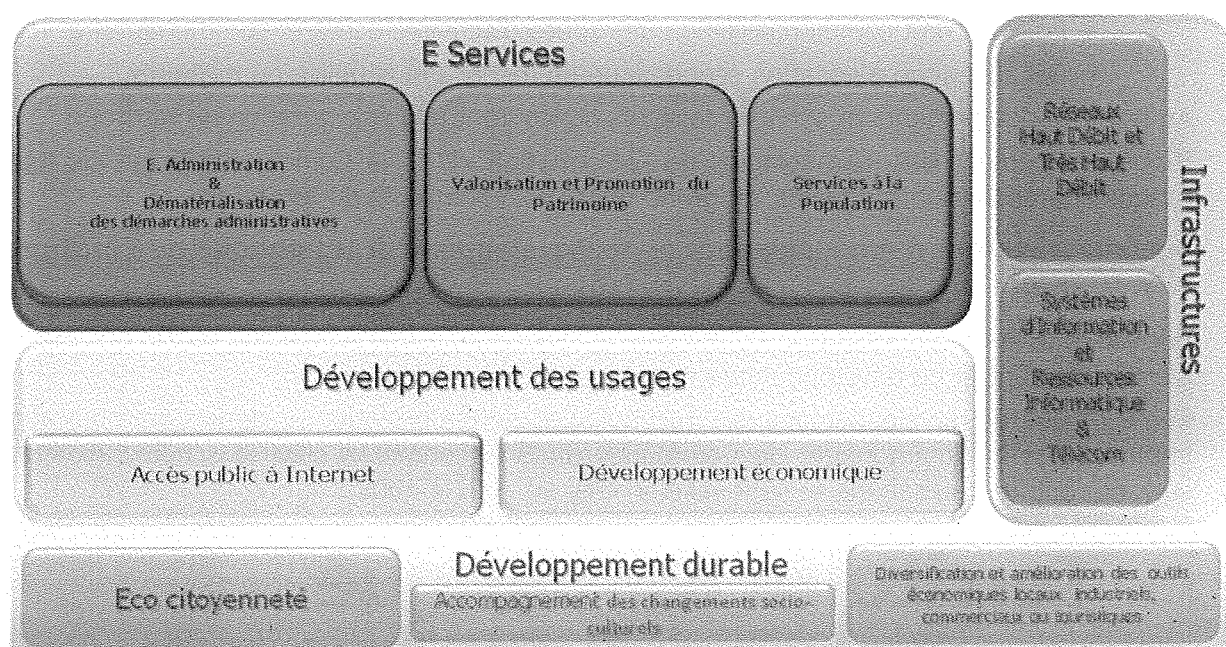 E Services
E. Administration
&
Dématérialisation
des démarches administratives
Valorisation et Promotion du
Patrimoine
Services à la
Population
Réseaux
Haut Débit et
Très Haut
Débit
Systèmes
d'Information
et
Ressources
Informatique
&
Télécom
Infrastructures
Développement des usages
Accès public à Internet
Développement économique
Développement durable
Eco citoyenneté
Accompagnement des changements socio-
culturels
Diversification et amélioration des outils
économiques locaux, industriels,
commerciaux ou touristiques